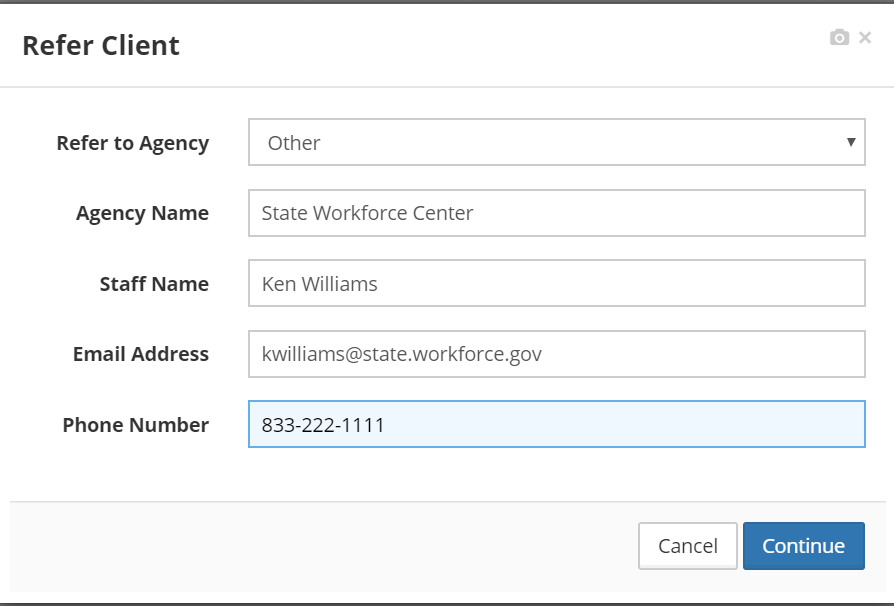 Refer Client
Refer to Agency Other
Agency Name State Workforce Center
Staff Name Ken Williams
Email Address kwilliams@state.workforce.gov
Phone Number 833-222-1111
Cancel Continue